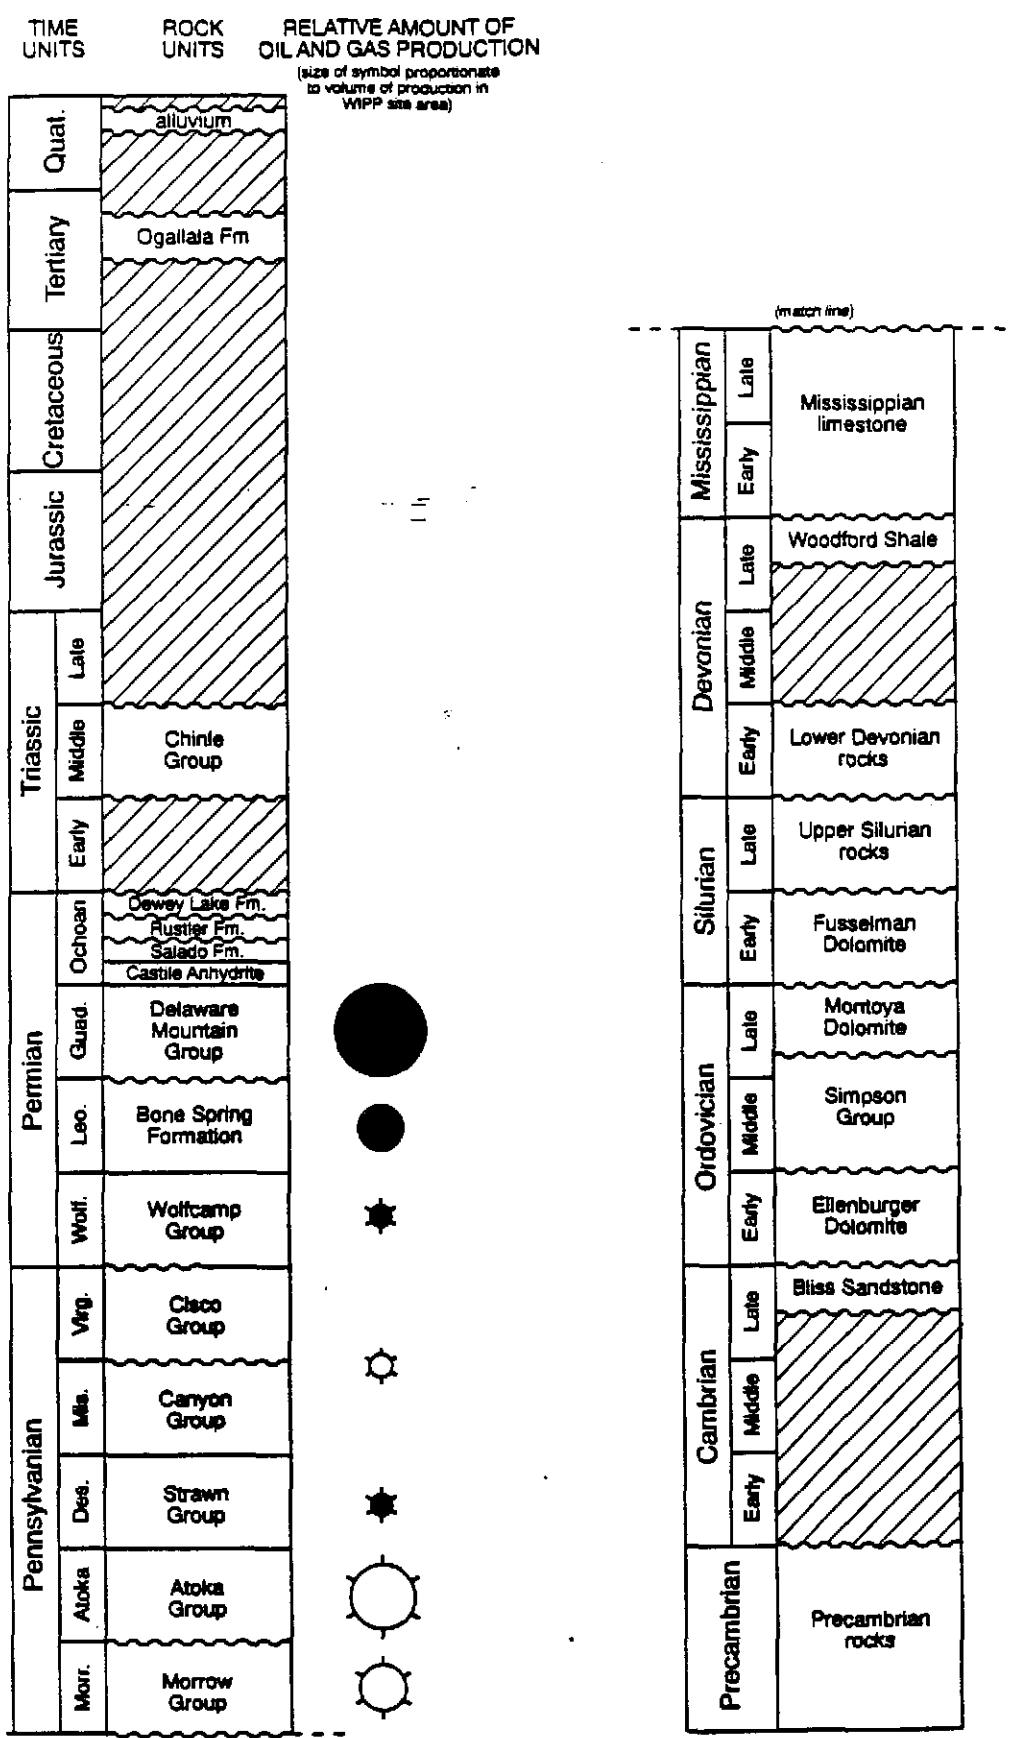 TIME
UNITS
ROCK
UNITS
RELATIVE AMOUNT OF
OIL AND GAS PRODUCTION
(size of symbol proportionate
to volume of production in
WIPP site area)
Quat.
alluvium
Tertiary
Ogallala Fm
Cretaceous
Jurassic
Triassic
Late
Middle
Chinle
Group
Early
Permian
Ochoan
Dewey Lake Fm.
Rustler Fm.
Salado Fm.
Castile Anhydrite
Guad.
Delaware
Mountain
Group
Leo.
Bone Spring
Formation
Wolf.
Wolfcamp
Group
Pennsylvanian
Virg.
Cisco
Group
Mis.
Canyon
Group
Des.
Strawn
Group
Atoka
Atoka
Group
Morr.
Morrow
Group
(match line)
Mississippian
Late
Early
Mississippian
limestone
Devonian
Late
Woodford Shale
Middle
Early
Lower Devonian
rocks
Silurian
Late
Upper Silurian
rocks
Early
Fusselman
Dolomite
Ordovician
Late
Montoya
Dolomite
Middle
Simpson
Group
Early
Ellenburger
Dolomite
Cambrian
Late
Bliss Sandstone
Middle
Early
Precambrian
Precambrian
rocks